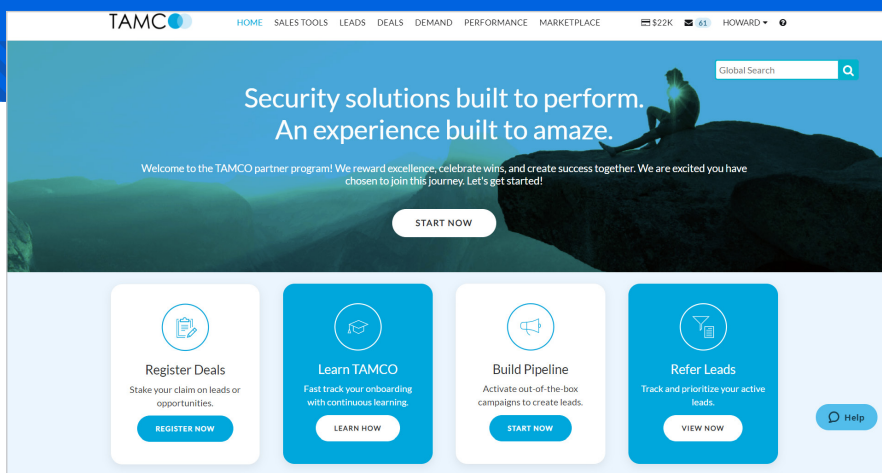 TAMCO
HOME SALES TOOLS LEADS DEALS DEMAND PERFORMANCE MARKETPLACE $22K 61 HOWARD
Global Search
Security solutions built to perform.
An experience built to amaze.
Welcome to the TAMCO partner program! We reward excellence, celebrate wins, and create success together. We are excited you have
chosen to join this journey. Let's get started!
START NOW
Register Deals
Stake your claim on leads or
opportunities.
REGISTER NOW
Learn TAMCO
Fast track your onboarding
with continuous learning.
LEARN HOW
Build Pipeline
Activate out-of-the-box
campaigns to create leads.
START NOW
Refer Leads
Track and prioritize your active
leads.
VIEW NOW
Help